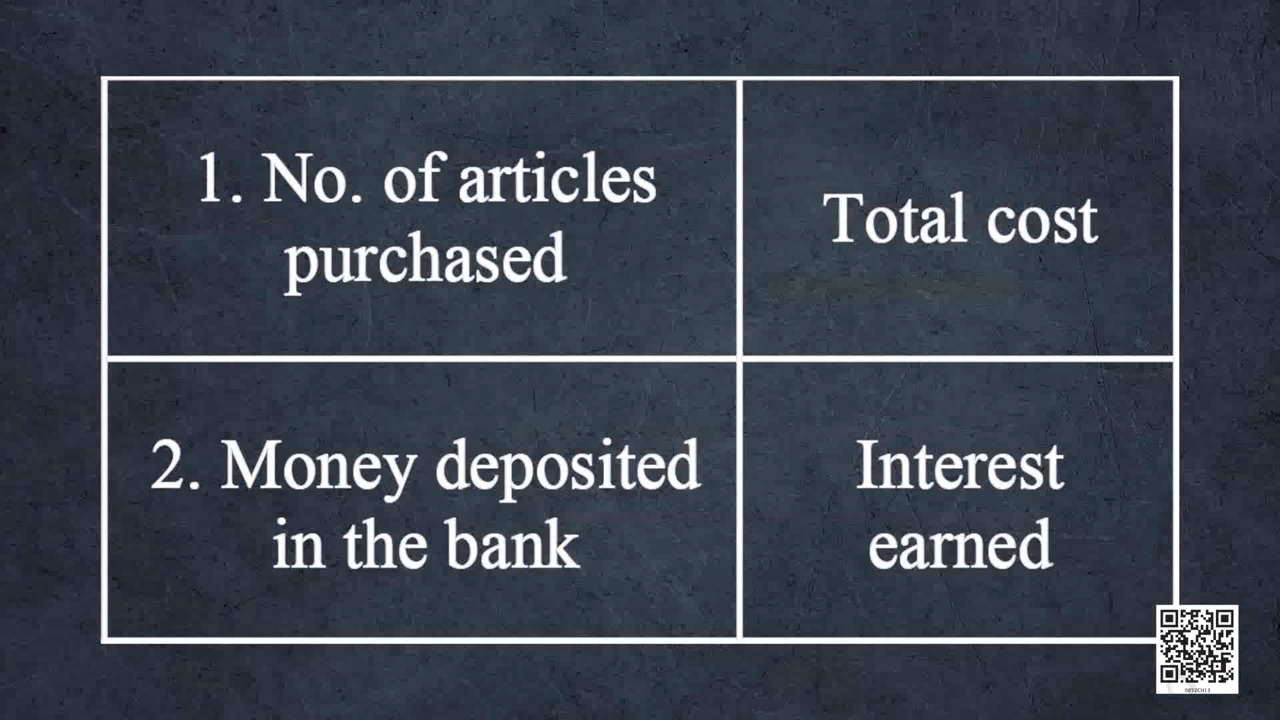 1. No. of articles
purchased
Total cost
2. Money deposited
in the bank
Interest
earned